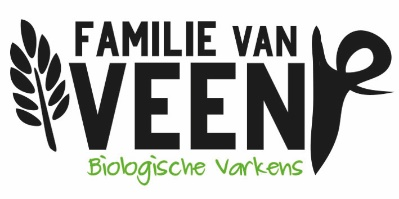 FAMILIE VAN
VEEN
Biologische Varkens